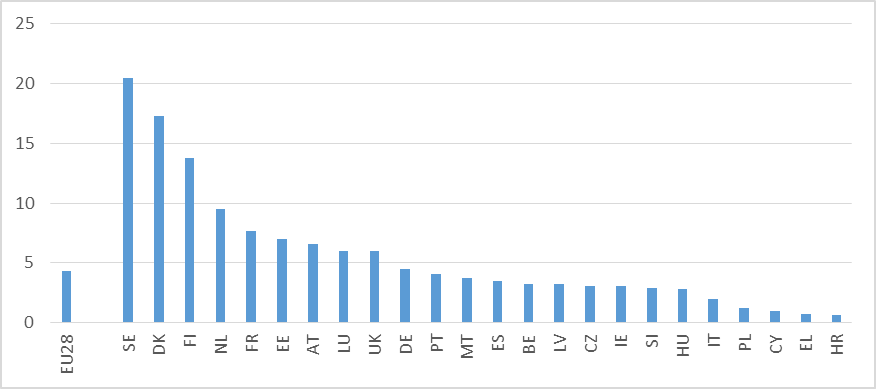 25
20
15
10
5
0
EU28
SE
DK
FI
NL
FR
EE
AT
LU
UK
DE
PT
MT
ES
BE
LV
CZ
IE
SI
HU
IT
PL
CY
EL
HR